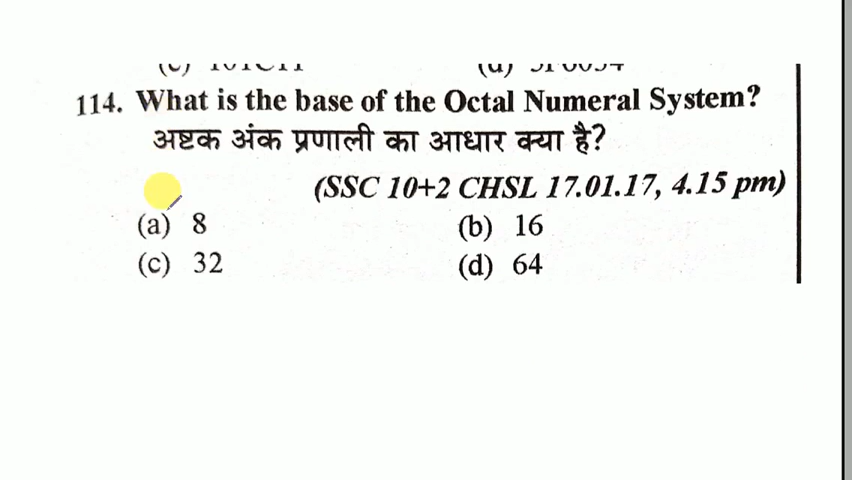 114. What is the base of the Octal Numeral System?
अष्टक अंक प्रणाली का आधार क्या है?
(SSC 10+2 CHSL 17.01.17, 4.15 pm)
(a) 8 (b) 16
(c) 32 (d) 64